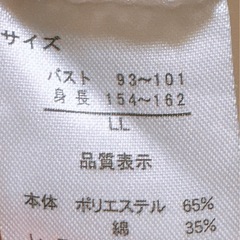 サイズ
バスト 93～101
身長 154～162
LL
品質表示
本体 ポリエステル 65%
綿 35%